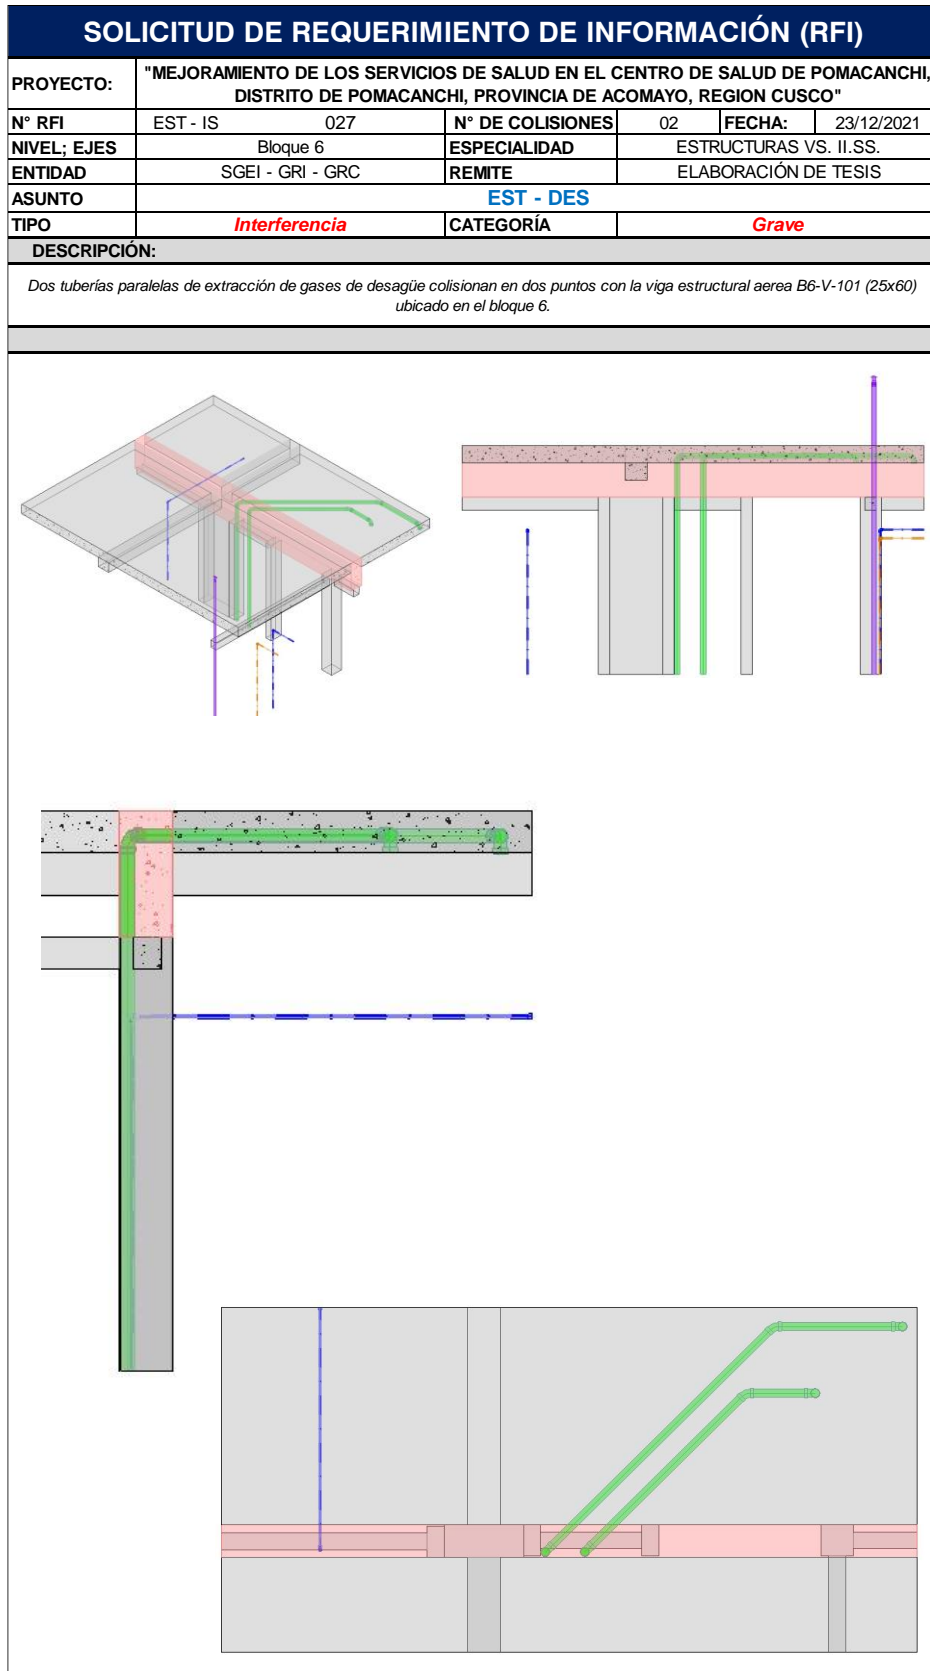 SOLICITUD DE REQUERIMIENTO DE INFORMACIÓN (RFI)
PROYECTO: "MEJORAMIENTO DE LOS SERVICIOS DE SALUD EN EL CENTRO DE SALUD DE POMACANCHI,
DISTRITO DE POMACANCHI, PROVINCIA DE ACOMAYO, REGION CUSCO"
N° RFI EST - IS 027 N° DE COLISIONES 02 FECHA: 23/12/2021
NIVEL; EJES Bloque 6 ESPECIALIDAD ESTRUCTURAS VS. II.SS.
ENTIDAD SGEI - GRI - GRC REMITE ELABORACIÓN DE TESIS
ASUNTO EST - DES
TIPO Interferencia CATEGORÍA Grave
DESCRIPCIÓN:
Dos tuberías paralelas de extracción de gases de desagüe colisionan en dos puntos con la viga estructural aerea B6-V-101 (25x60)
ubicado en el bloque 6.